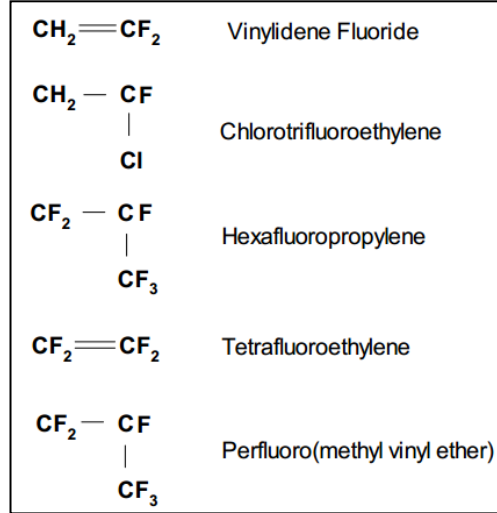 CH₂=CF₂ Vinylidene Fluoride
CH₂ — CF
|
Cl
Chlorotrifluoroethylene
CF₂ — CF
|
CF₃
Hexafluoropropylene
CF₂=CF₂ Tetrafluoroethylene
CF₂ — CF
|
CF₃
Perfluoro(methyl vinyl ether)